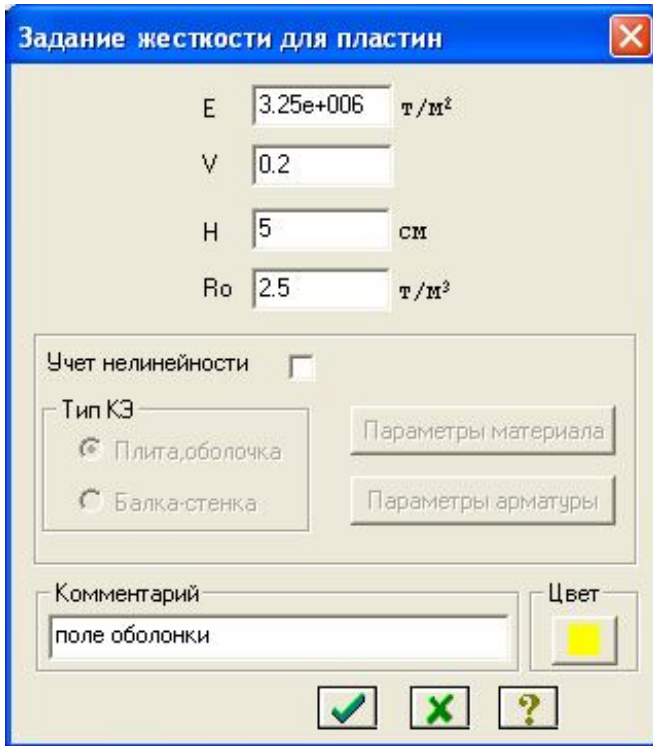 Задание жесткости для пластин
E 3.25e+006 т/м²
V 0.2
H 5 см
Ro 2.5 т/м³
Учет нелинейности
Тип КЭ
Плита,оболочка
Параметры материала
Балка-стенка
Параметры арматуры
Комментарий
Цвет
поле оболонки
?